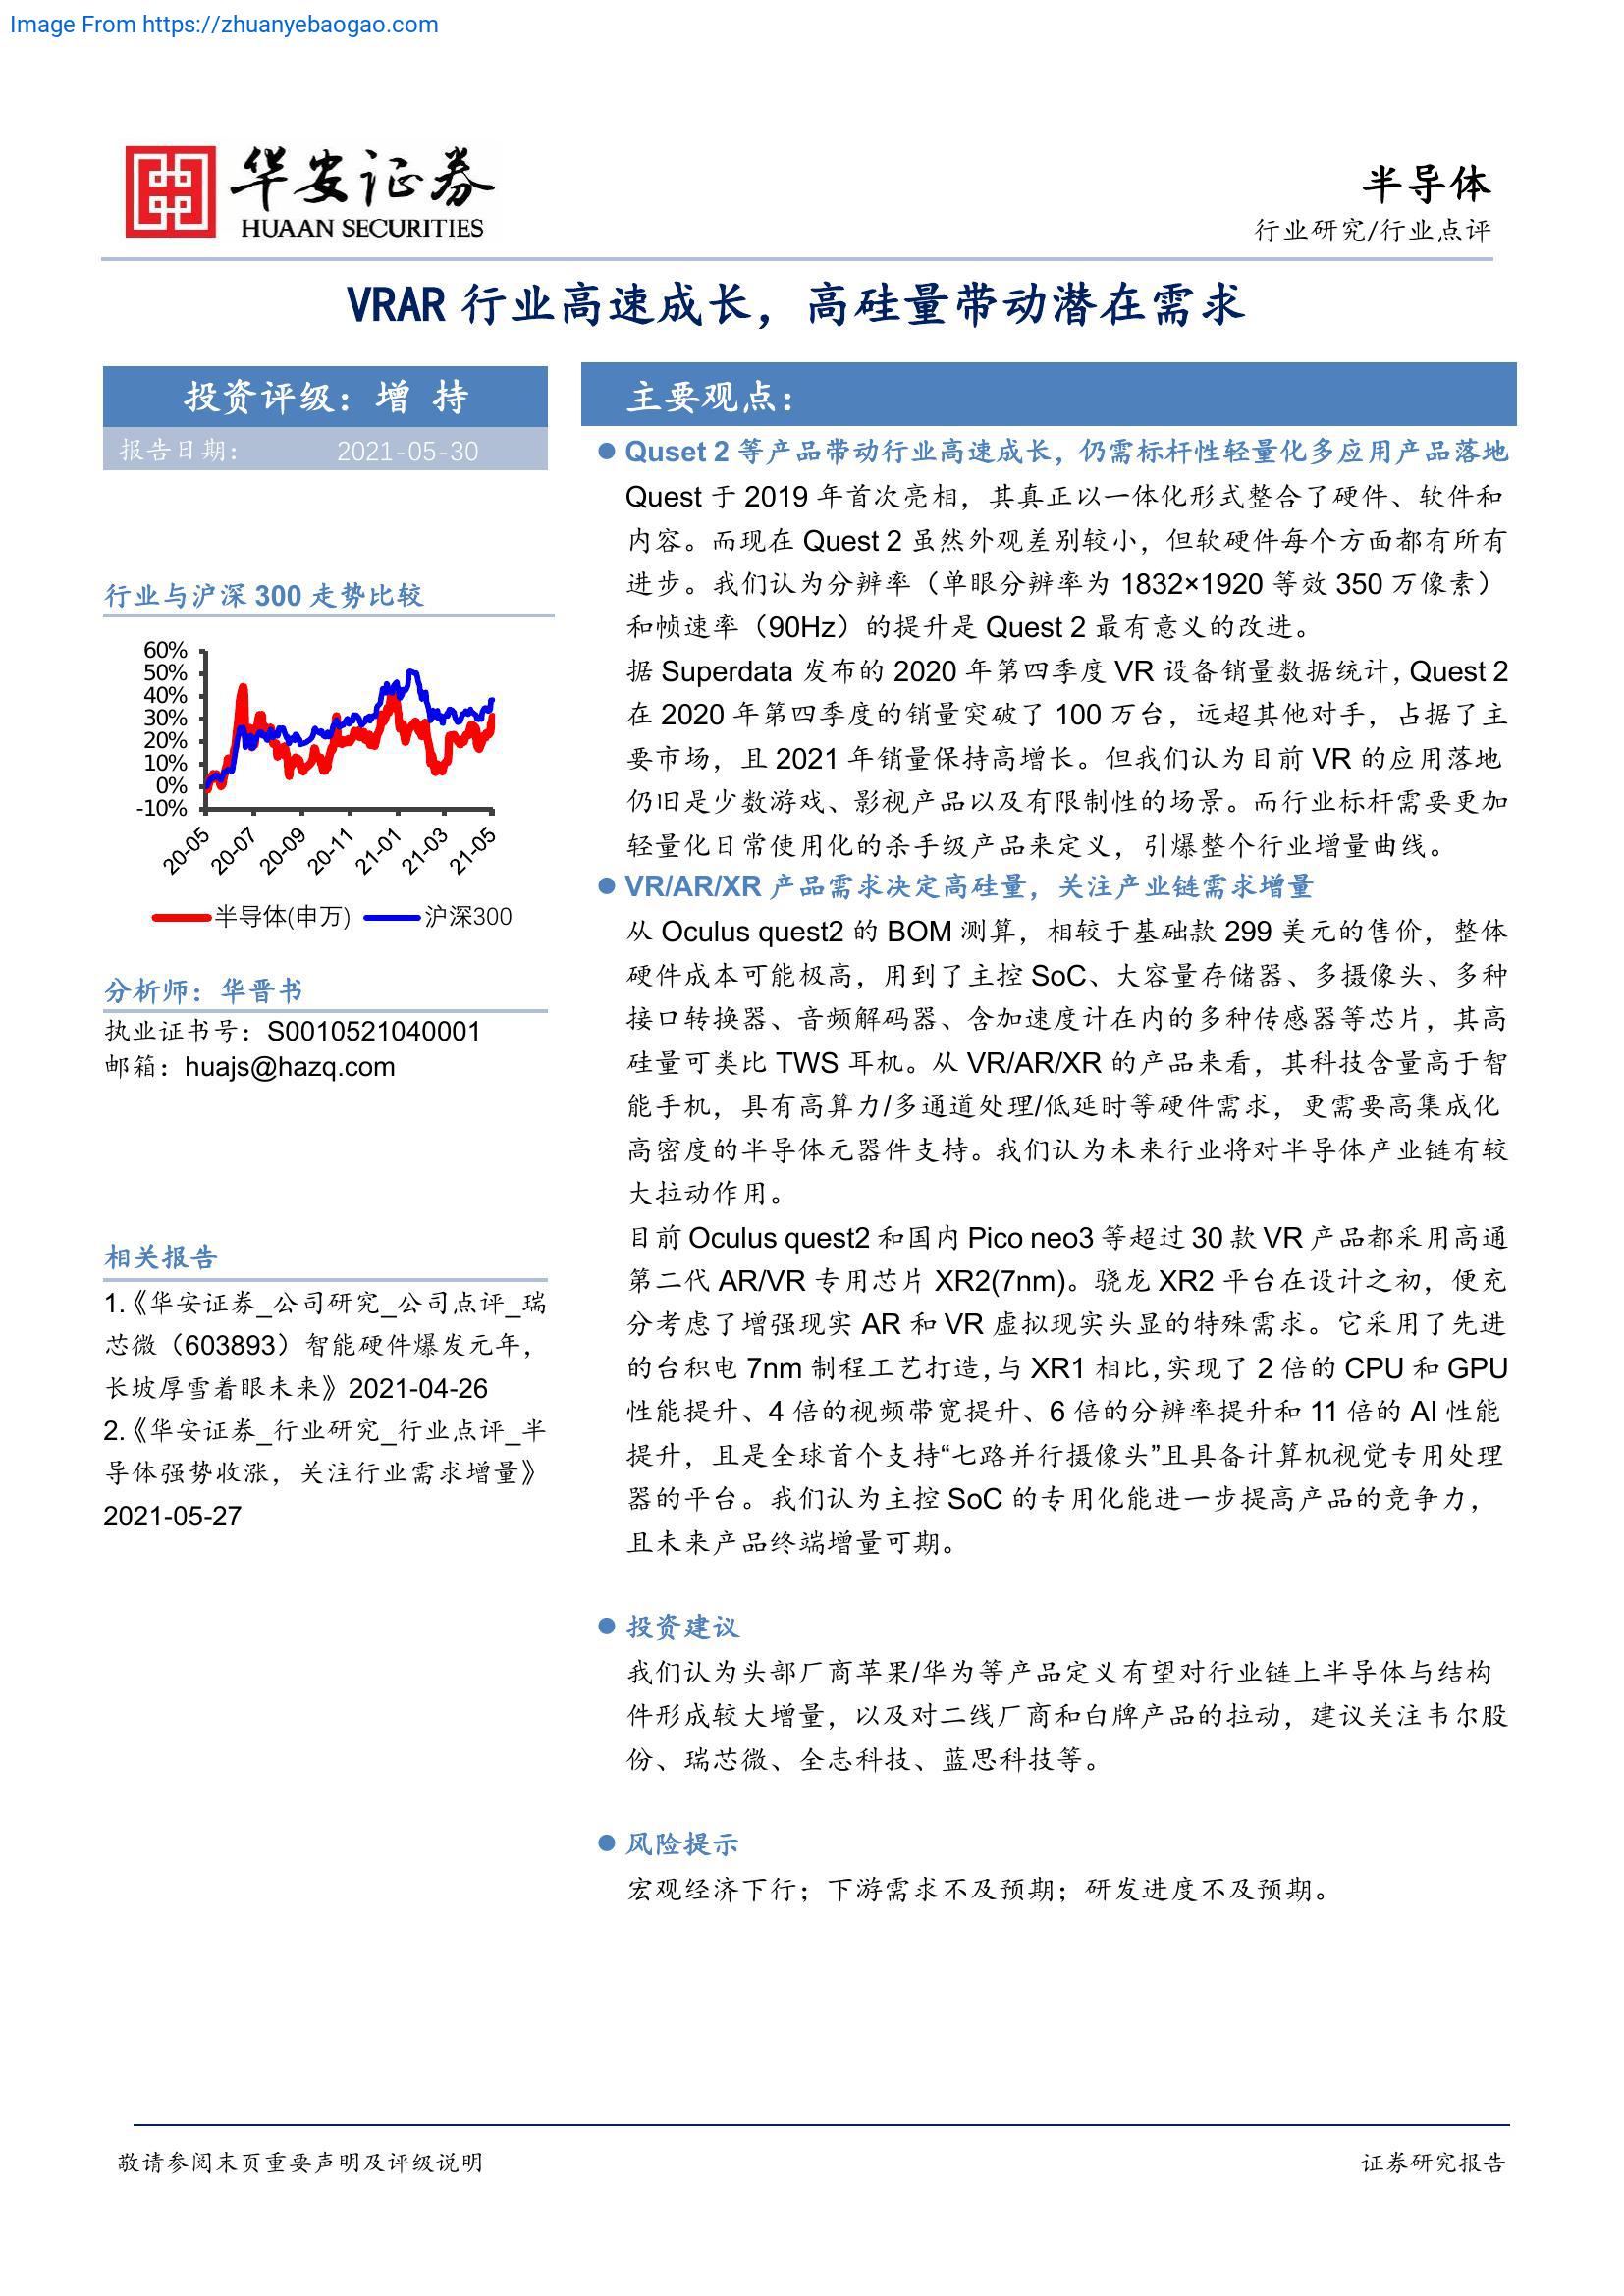 Image From https://zhuanyebaogao.com
华安证券
HUAAN SECURITIES
半导体
行业研究/行业点评
VRAR 行业高速成长，高硅量带动潜在需求
投资评级：增 持
报告日期： 2021-05-30
行业与沪深 300 走势比较
60%
50%
40%
30%
20%
10%
0%
-10%
20-05
20-07
20-09
20-11
21-01
21-03
21-05
半导体(申万) 沪深300
分析师：华晋书
执业证书号：S0010521040001
邮箱：huajs@hazq.com
相关报告
1.《华安证券_公司研究_公司点评_瑞
芯微（603893）智能硬件爆发元年，
长坡厚雪着眼未来》2021-04-26
2.《华安证券_行业研究_行业点评_半
导体强势收涨，关注行业需求增量》
2021-05-27
主要观点：
● Quset 2 等产品带动行业高速成长，仍需标杆性轻量化多应用产品落地
Quest 于 2019 年首次亮相，其真正以一体化形式整合了硬件、软件和
内容。而现在 Quest 2 虽然外观差别较小，但软硬件每个方面都有所有
进步。我们认为分辨率（单眼分辨率为 1832×1920 等效 350 万像素）
和帧速率（90Hz）的提升是 Quest 2 最有意义的改进。
据 Superdata 发布的 2020 年第四季度 VR 设备销量数据统计，Quest 2
在 2020 年第四季度的销量突破了 100 万台，远超其他对手，占据了主
要市场，且 2021 年销量保持高增长。但我们认为目前 VR 的应用落地
仍旧是少数游戏、影视产品以及有限制性的场景。而行业标杆需要更加
轻量化日常使用化的杀手级产品来定义，引爆整个行业增量曲线。
● VR/AR/XR 产品需求决定高硅量，关注产业链需求增量
从 Oculus quest2 的 BOM 测算，相较于基础款 299 美元的售价，整体
硬件成本可能极高，用到了主控 SoC、大容量存储器、多摄像头、多种
接口转换器、音频解码器、含加速度计在内的多种传感器等芯片，其高
硅量可类比 TWS 耳机。从 VR/AR/XR 的产品来看，其科技含量高于智
能手机，具有高算力/多通道处理/低延时等硬件需求，更需要高集成化
高密度的半导体元器件支持。我们认为未来行业将对半导体产业链有较
大拉动作用。
目前 Oculus quest2 和国内 Pico neo3 等超过 30 款 VR 产品都采用高通
第二代 AR/VR 专用芯片 XR2(7nm)。骁龙 XR2 平台在设计之初，便充
分考虑了增强现实 AR 和 VR 虚拟现实头显的特殊需求。它采用了先进
的台积电 7nm 制程工艺打造，与 XR1 相比，实现了 2 倍的 CPU 和 GPU
性能提升、4 倍的视频带宽提升、6 倍的分辨率提升和 11 倍的 AI 性能
提升，且是全球首个支持“七路并行摄像头”且具备计算机视觉专用处理
器的平台。我们认为主控 SoC 的专用化能进一步提高产品的竞争力，
且未来产品终端增量可期。
● 投资建议
我们认为头部厂商苹果/华为等产品定义有望对行业链上半导体与结构
件形成较大增量，以及对二线厂商和白牌产品的拉动，建议关注韦尔股
份、瑞芯微、全志科技、蓝思科技等。
● 风险提示
宏观经济下行；下游需求不及预期；研发进度不及预期。
敬请参阅末页重要声明及评级说明 证券研究报告